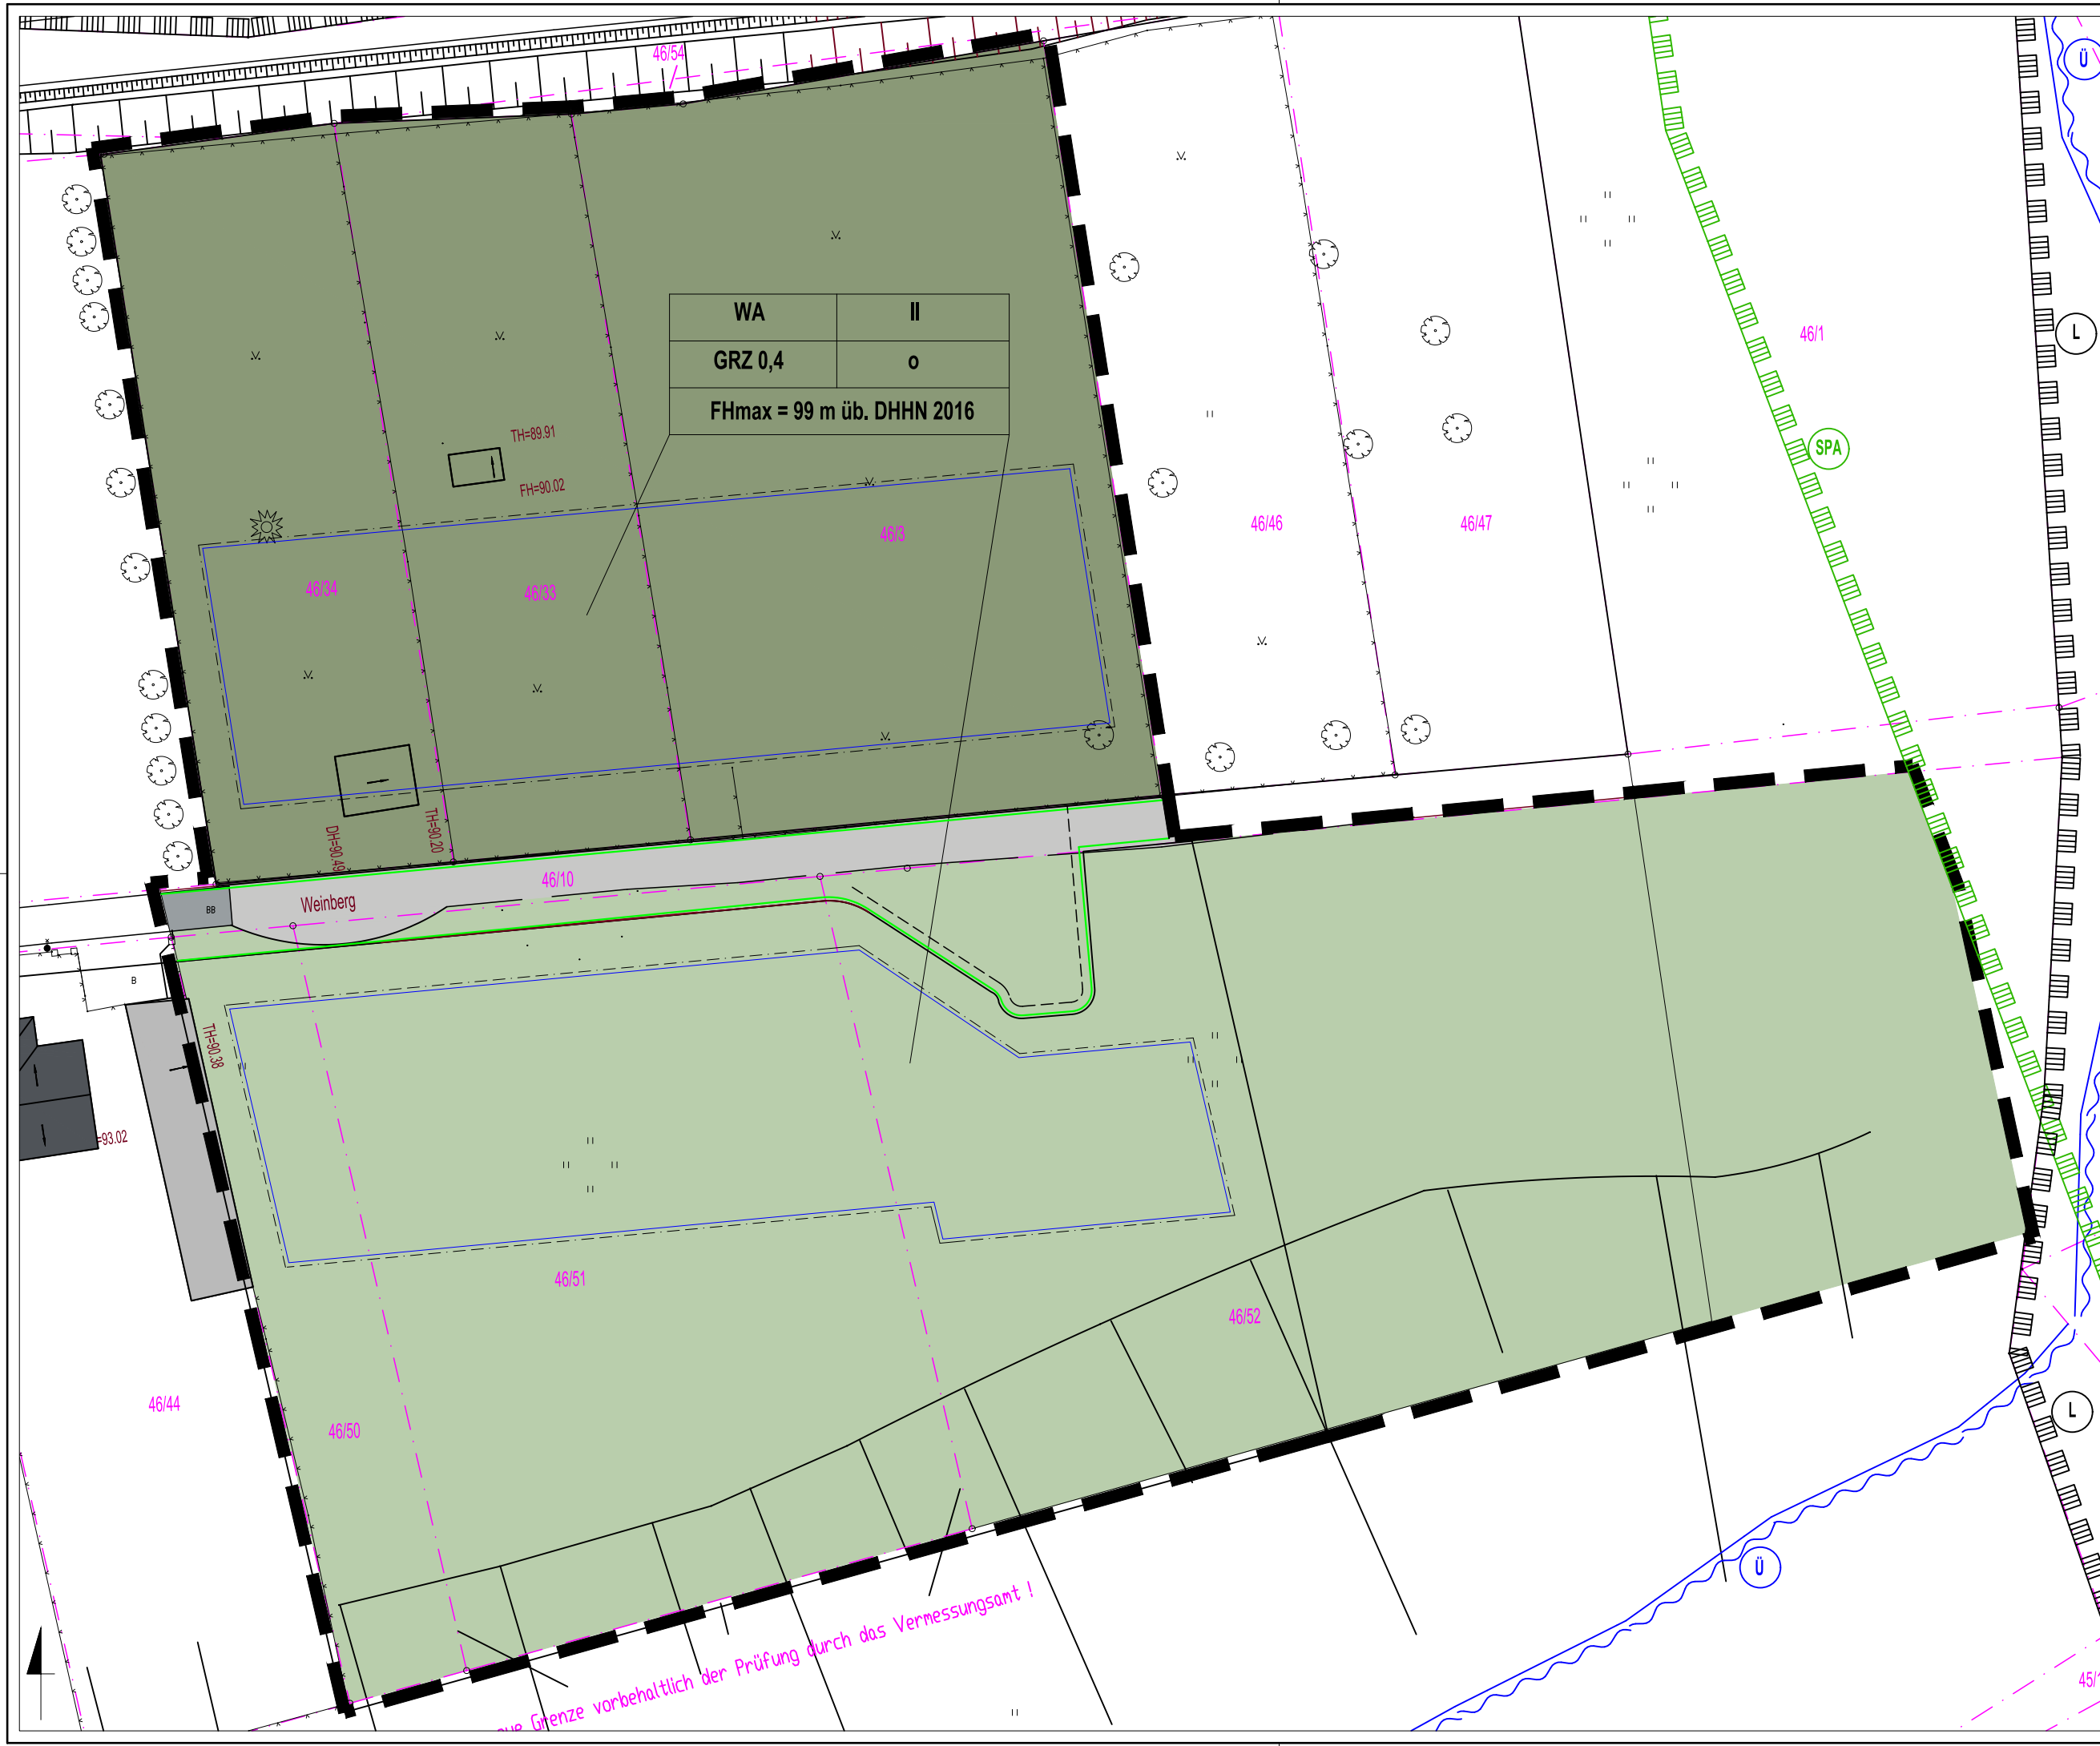 46/54
Ü
WA
II
GRZ 0,4
o
FHmax = 99 m üb. DHHN 2016
46/1
L
TH=89.91
SPA
FH=90.02
46/3
46/46
46/47
46/34
46/33
DH=90.49
TH=90.20
46/10
Weinberg
BB
B
TH=90.38
=93.02
46/51
46/52
46/44
46/50
L
Ü
Grenze vorbehaltlich der Prüfung durch das Vermessungsamt !